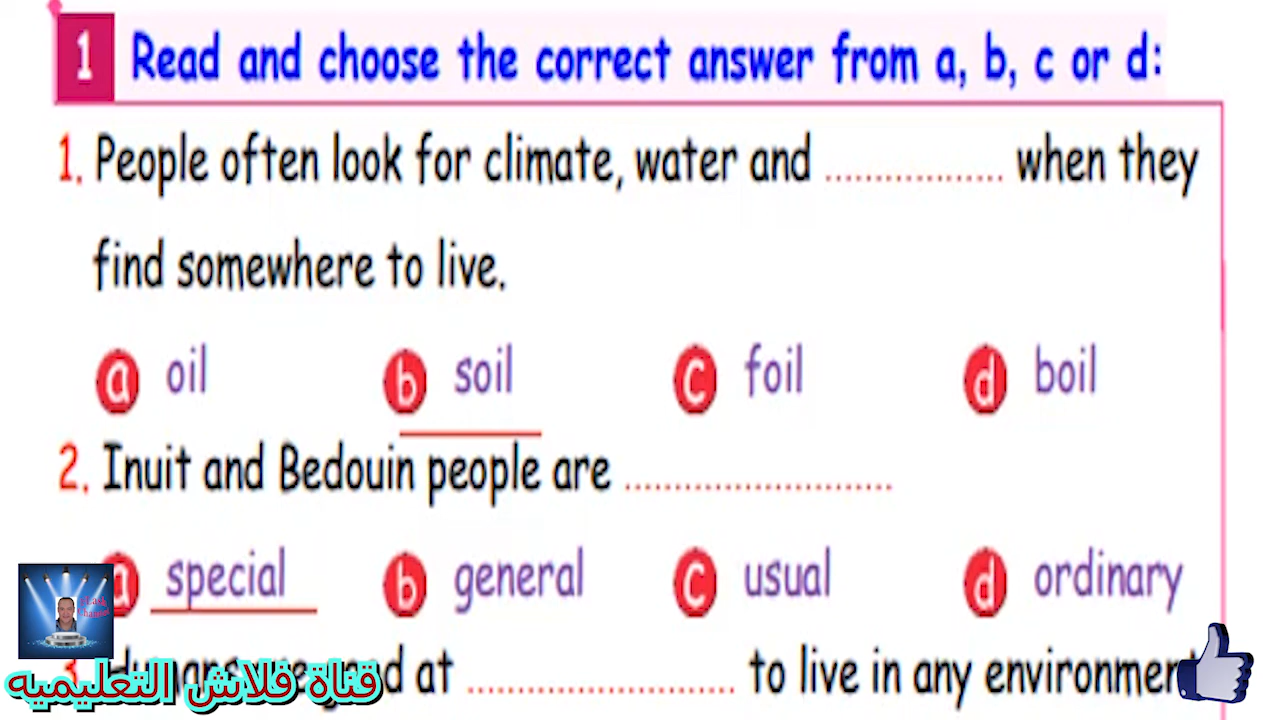 1 Read and choose the correct answer from a, b, c or d:
1. People often look for climate, water and .................. when they
find somewhere to live.
a oil b soil c foil d boil
2. Inuit and Bedouin people are ...........................
a special b general c usual d ordinary
3. at ........................... to live in any environment
قناة فلاش التعليميه